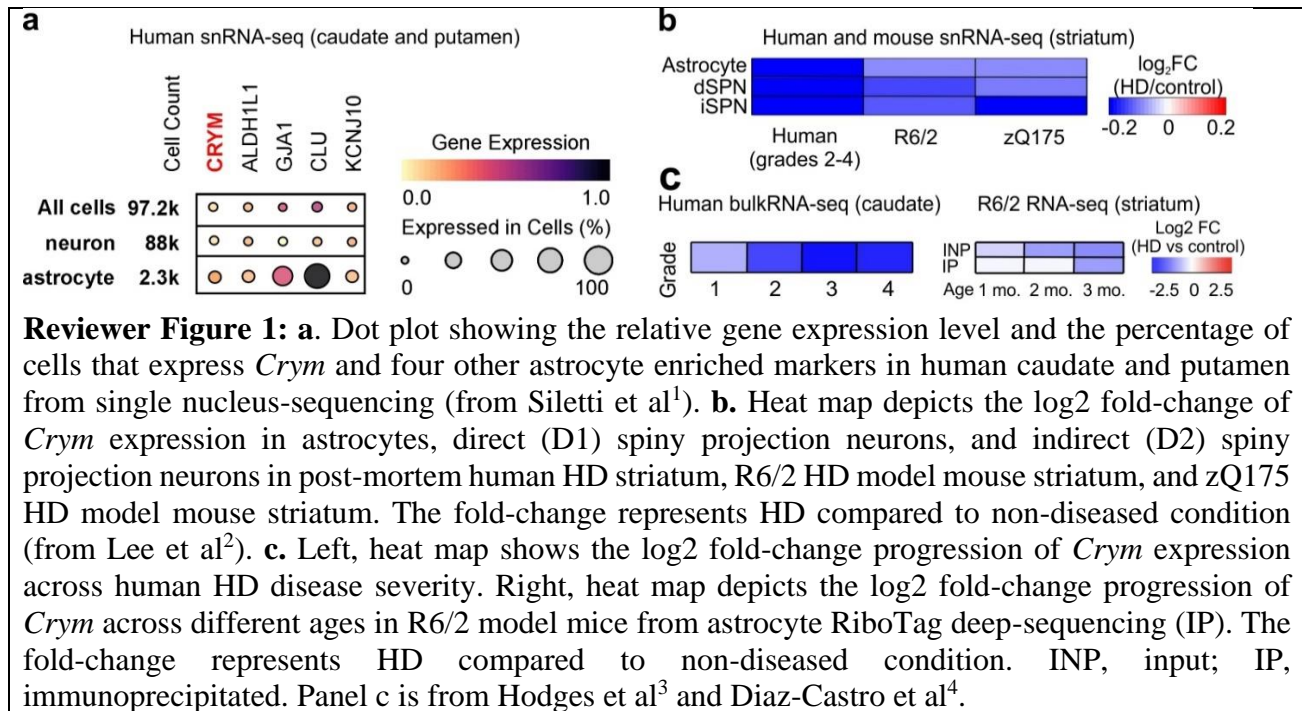 a
Human snRNA-seq (caudate and putamen)
Cell Count
CRYM
ALDH1L1
GJA1
CLU
KCNJ10
All cells 97.2k
neuron 88k
astrocyte 2.3k
Gene Expression
0.0 1.0
Expressed in Cells (%)
0 100
b
Human and mouse snRNA-seq (striatum)
Astrocyte
dSPN
iSPN
Human R6/2 zQ175
(grades 2-4)
log₂FC
(HD/control)
-0.2 0 0.2
c
Human bulkRNA-seq (caudate)
Grade
1 2 3 4
R6/2 RNA-seq (striatum)
INP
IP
Age 1 mo. 2 mo. 3 mo.
Log2 FC
(HD vs control)
-2.5 0 2.5
Reviewer Figure 1: a. Dot plot showing the relative gene expression level and the percentage of
cells that express Crym and four other astrocyte enriched markers in human caudate and putamen
from single nucleus-sequencing (from Siletti et al¹). b. Heat map depicts the log2 fold-change of
Crym expression in astrocytes, direct (D1) spiny projection neurons, and indirect (D2) spiny
projection neurons in post-mortem human HD striatum, R6/2 HD model mouse striatum, and zQ175
HD model mouse striatum. The fold-change represents HD compared to non-diseased condition
(from Lee et al²). c. Left, heat map shows the log2 fold-change progression of Crym expression
across human HD disease severity. Right, heat map depicts the log2 fold-change progression of
Crym across different ages in R6/2 model mice from astrocyte RiboTag deep-sequencing (IP). The
fold-change represents HD compared to non-diseased condition. INP, input; IP,
immunoprecipitated. Panel c is from Hodges et al³ and Diaz-Castro et al⁴.